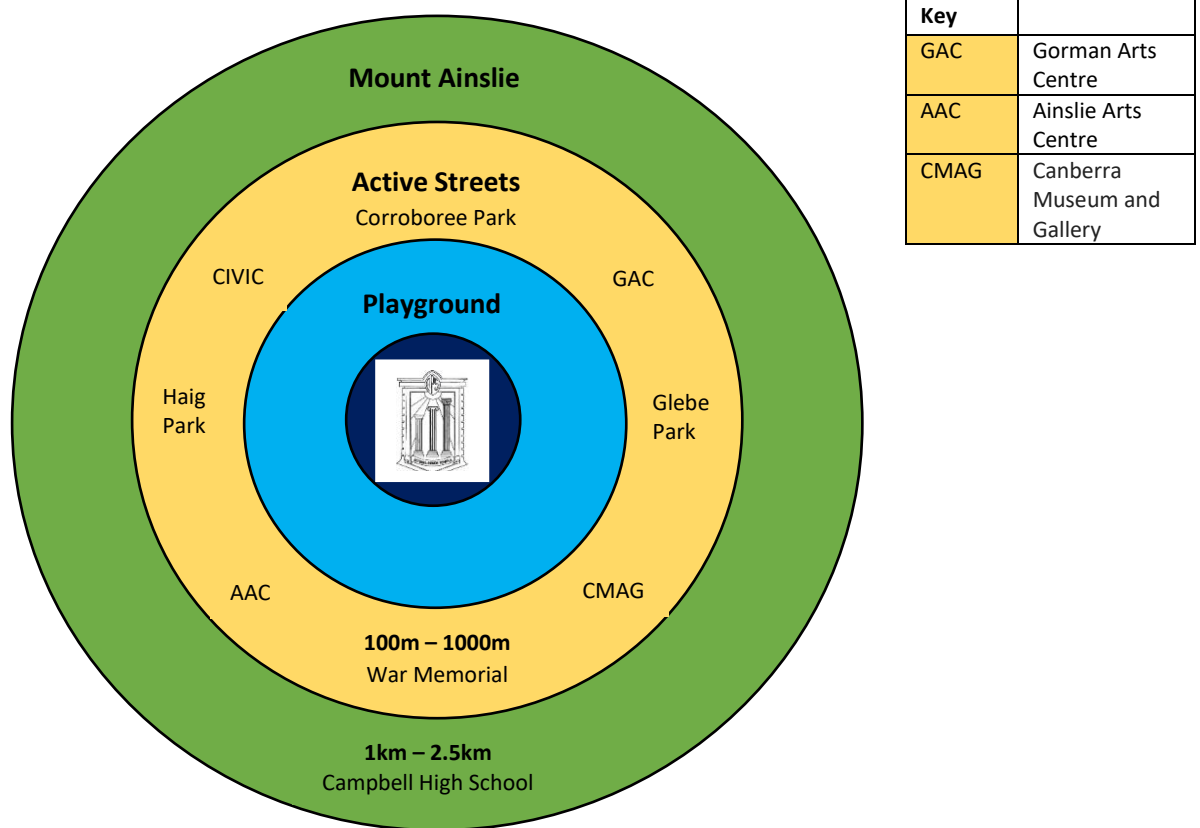 Mount Ainslie
Active Streets
Corroboree Park
CIVIC
GAC
Playground
Haig
Park
Glebe
Park
AAC
CMAG
100m – 1000m
War Memorial
1km – 2.5km
Campbell High School
Key
GAC
Gorman Arts
Centre
AAC
Ainslie Arts
Centre
CMAG
Canberra
Museum and
Gallery